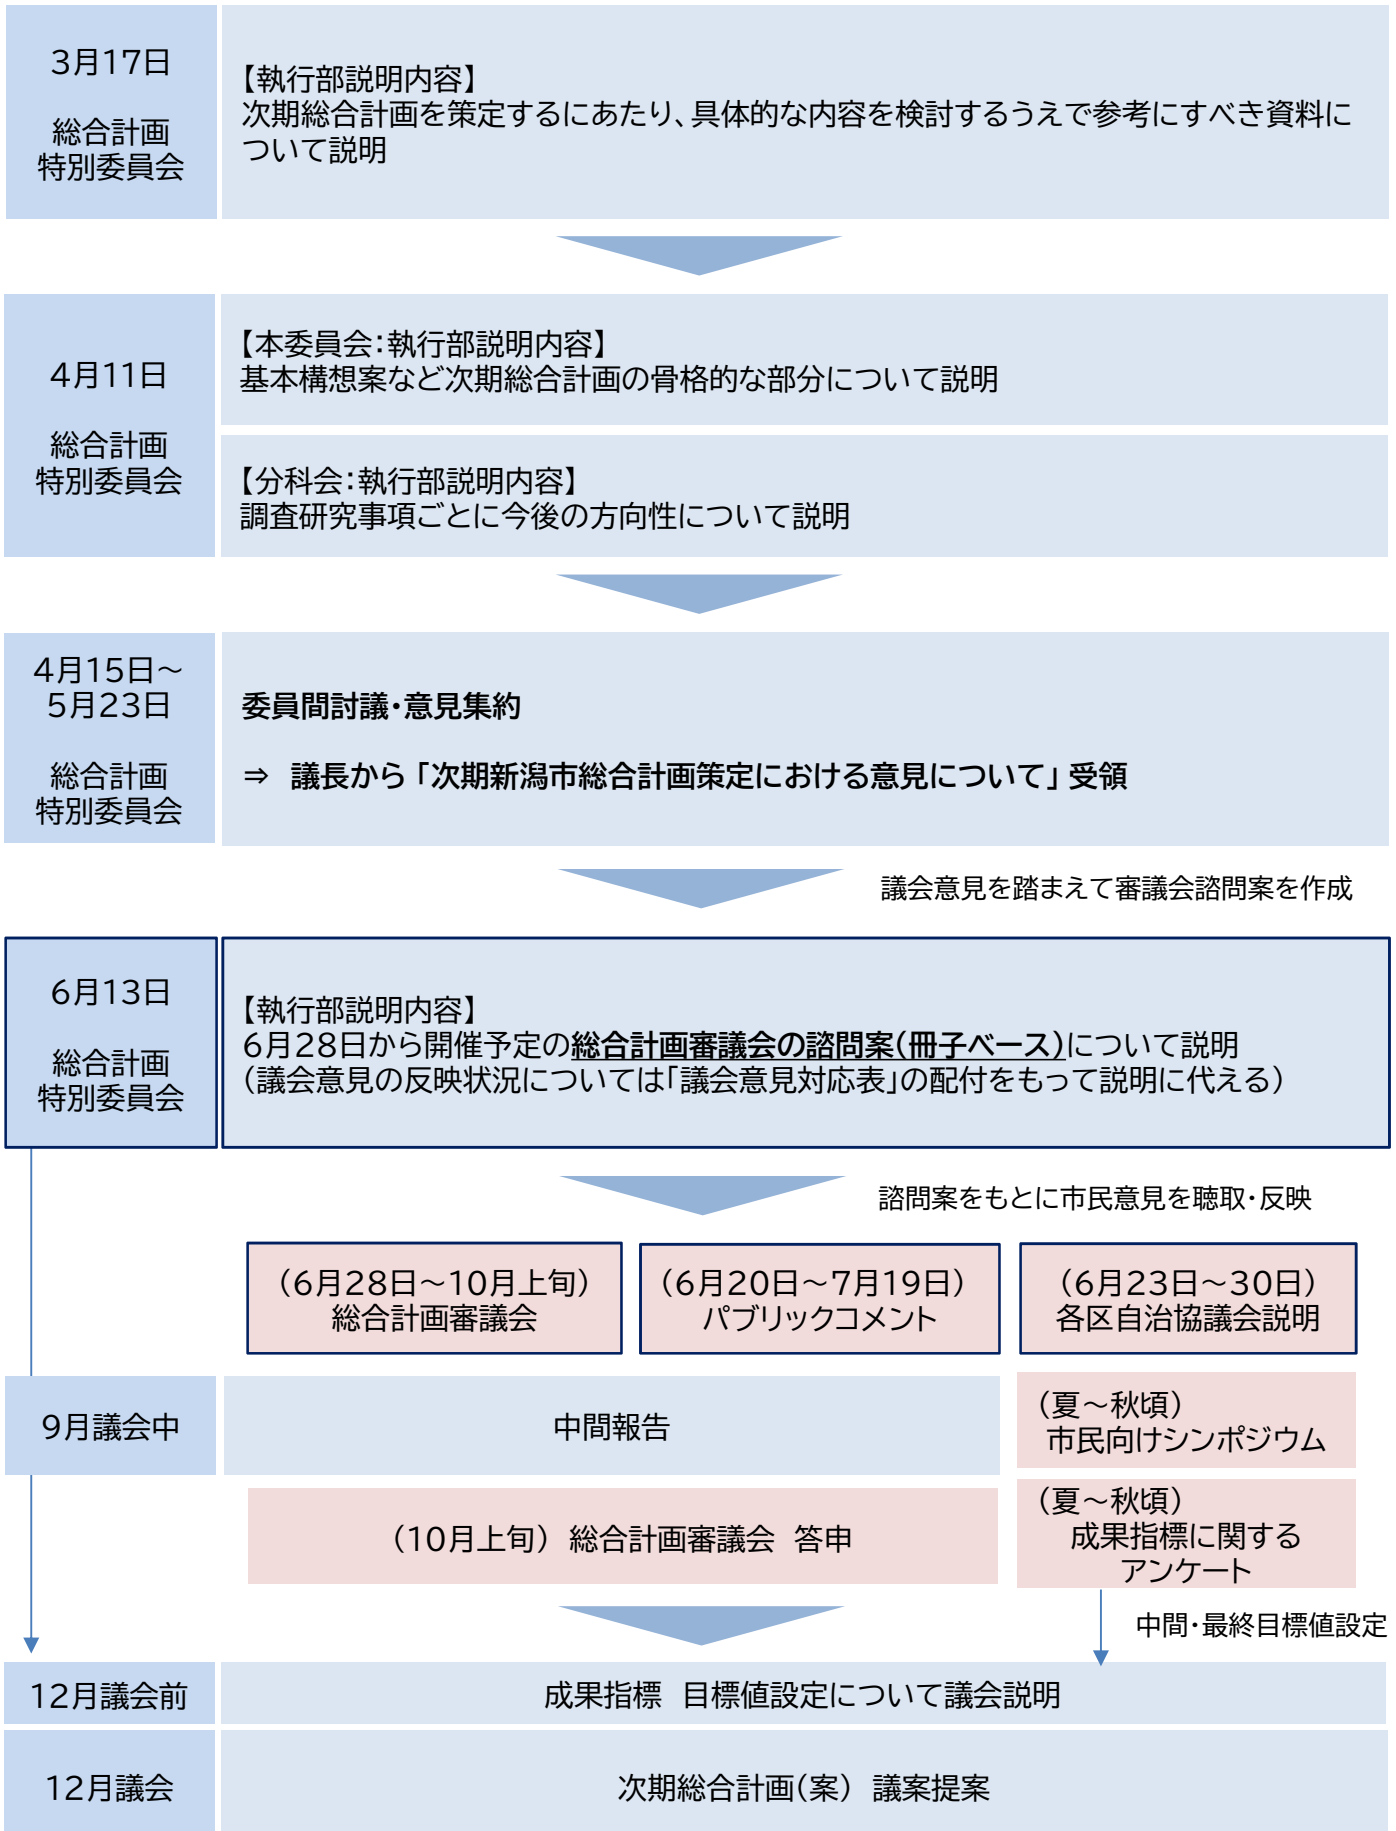 3月17日
総合計画
特別委員会
【執行部説明内容】
次期総合計画を策定するにあたり、具体的な内容を検討するうえで参考にすべき資料に
ついて説明
4月11日
総合計画
特別委員会
【本委員会：執行部説明内容】
基本構想案など次期総合計画の骨格的な部分について説明
【分科会：執行部説明内容】
調査研究事項ごとに今後の方向性について説明
4月15日～
5月23日
総合計画
特別委員会
委員間討議・意見集約
⇒ 議長から「次期新潟市総合計画策定における意見について」受領
議会意見を踏まえて審議会諮問案を作成
6月13日
総合計画
特別委員会
【執行部説明内容】
6月28日から開催予定の総合計画審議会の諮問案（冊子ベース）について説明
（議会意見の反映状況については「議会意見対応表」の配付をもって説明に代える）
諮問案をもとに市民意見を聴取・反映
（6月28日～10月上旬）
総合計画審議会
（6月20日～7月19日）
パブリックコメント
（6月23日～30日）
各区自治協議会説明
9月議会中
中間報告
（夏～秋頃）
市民向けシンポジウム
（10月上旬） 総合計画審議会 答申
（夏～秋頃）
成果指標に関する
アンケート
中間・最終目標値設定
12月議会前
成果指標 目標値設定について議会説明
12月議会
次期総合計画（案） 議案提案